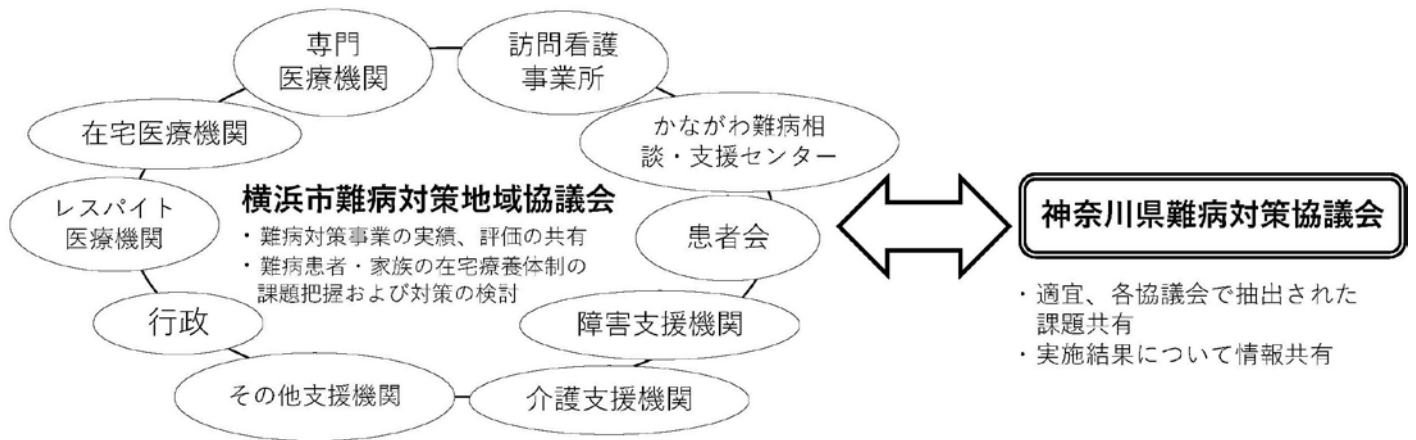 専門
医療機関
訪問看護
事業所
在宅医療機関
かながわ難病相
談・支援センター
レスパイト
医療機関
横浜市難病対策地域協議会
・難病対策事業の実績、評価の共有
・難病患者・家族の在宅療養体制の
課題把握および対策の検討
患者会
行政
障害支援機関
その他支援機関
介護支援機関
神奈川県難病対策協議会
・適宜、各協議会で抽出された
課題共有
・実施結果について情報共有